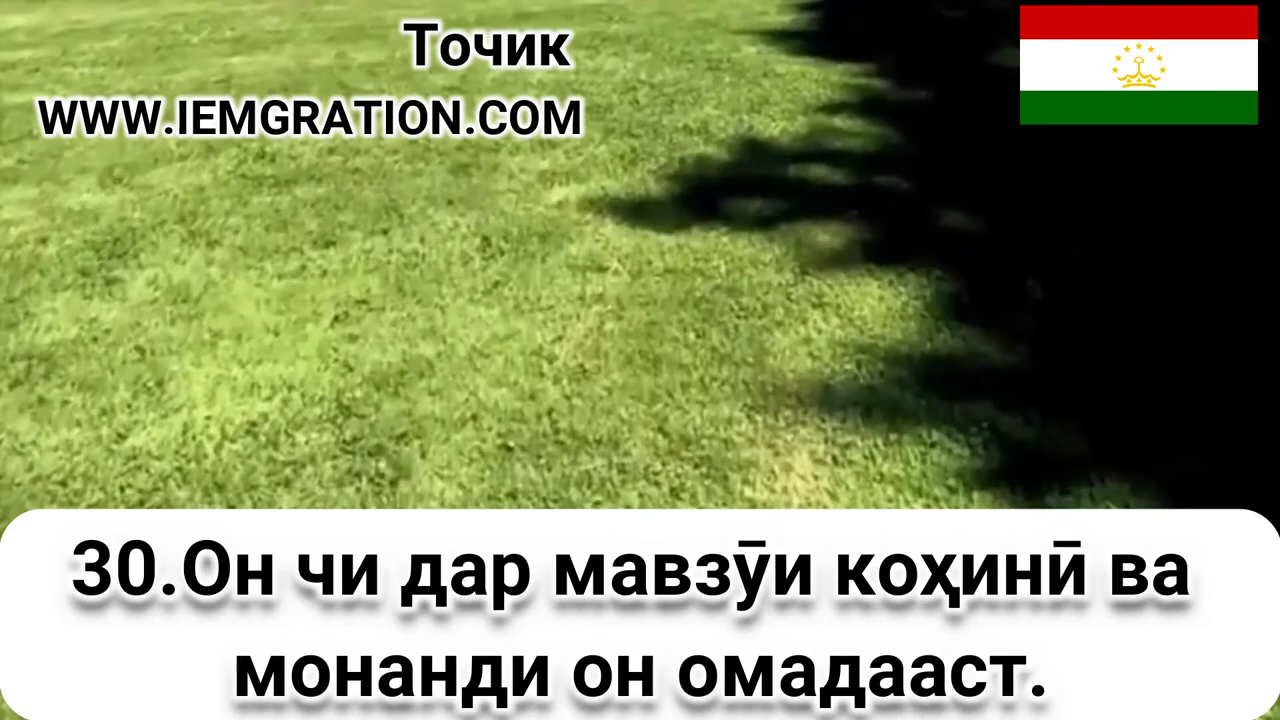 Точик
WWW.IEMGRATION.COM
30.Он чи дар мавзӯи коҳинӣ ва
монанди он омадааст.